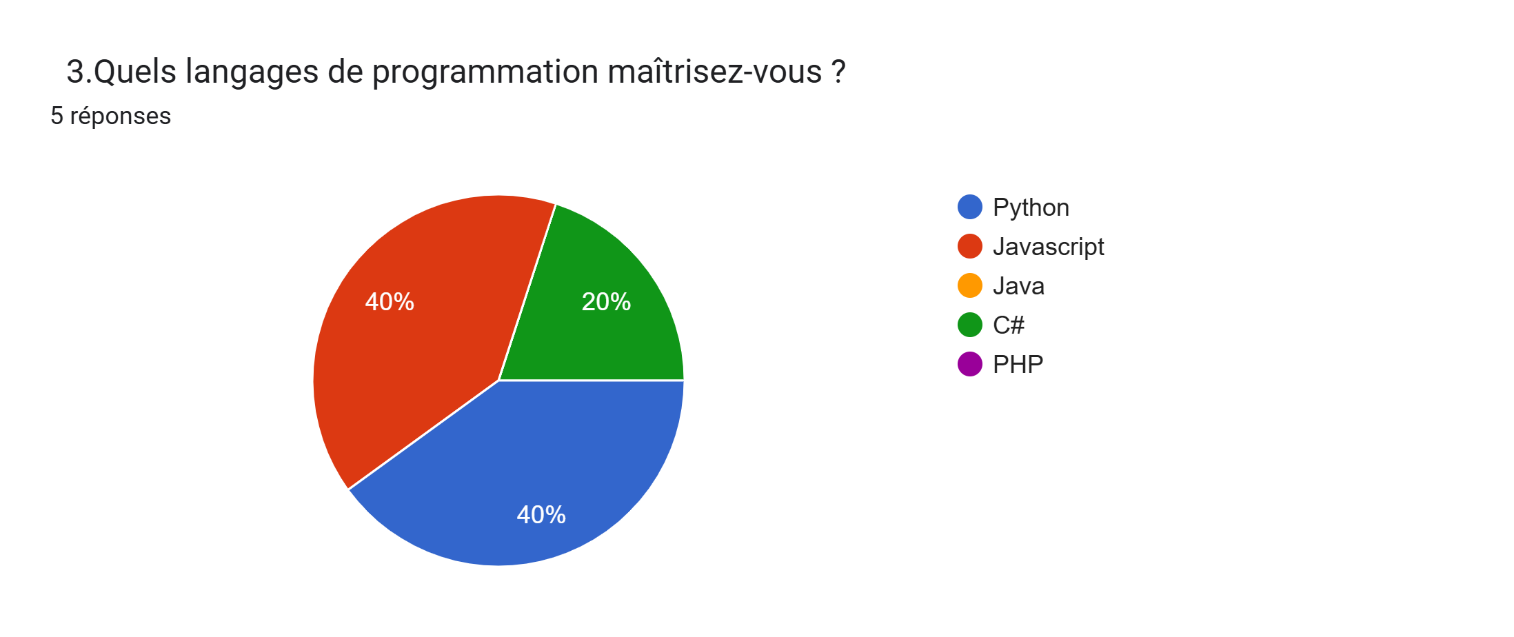 3.Quels langages de programmation maîtrisez-vous ?
5 réponses
40%
20%
40%
Python
Javascript
Java
C#
PHP